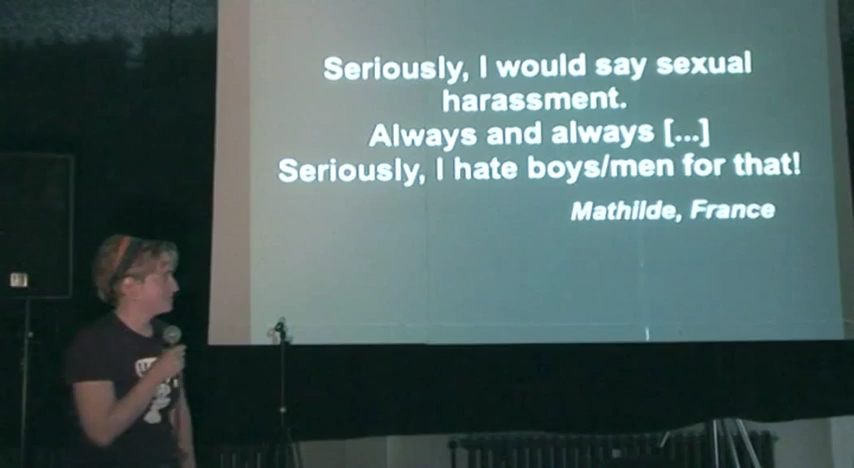 Seriously, I would say sexual
harassment.
Always and always [...]
Seriously, I hate boys/men for that!
Mathilde, France